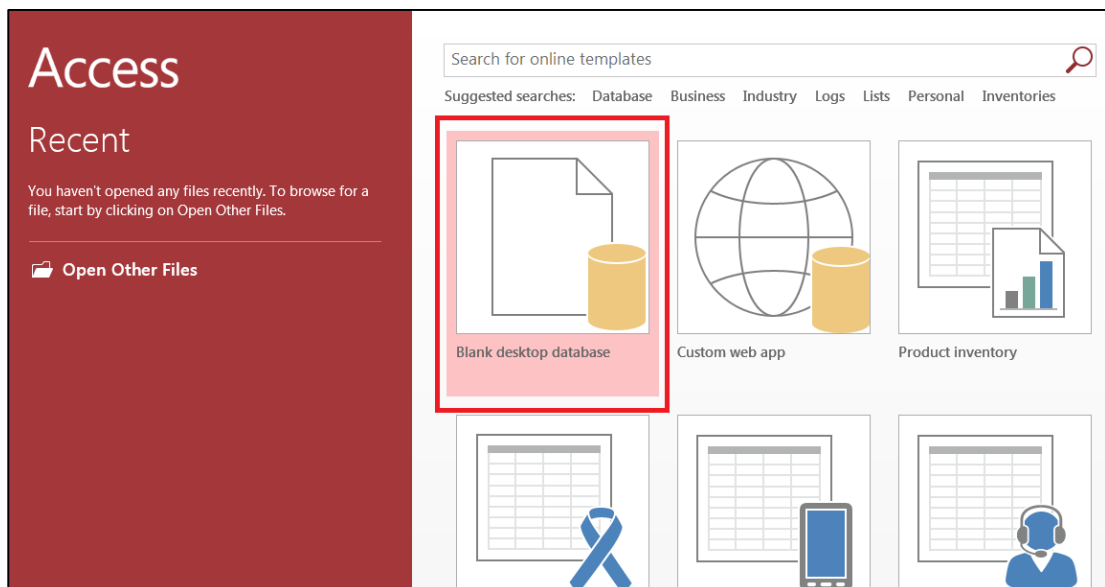 Access
Recent
You haven't opened any files recently. To browse for a
file, start by clicking on Open Other Files.
Open Other Files
Search for online templates
Suggested searches: Database Business Industry Logs Lists Personal Inventories
Blank desktop database
Custom web app
Product inventory